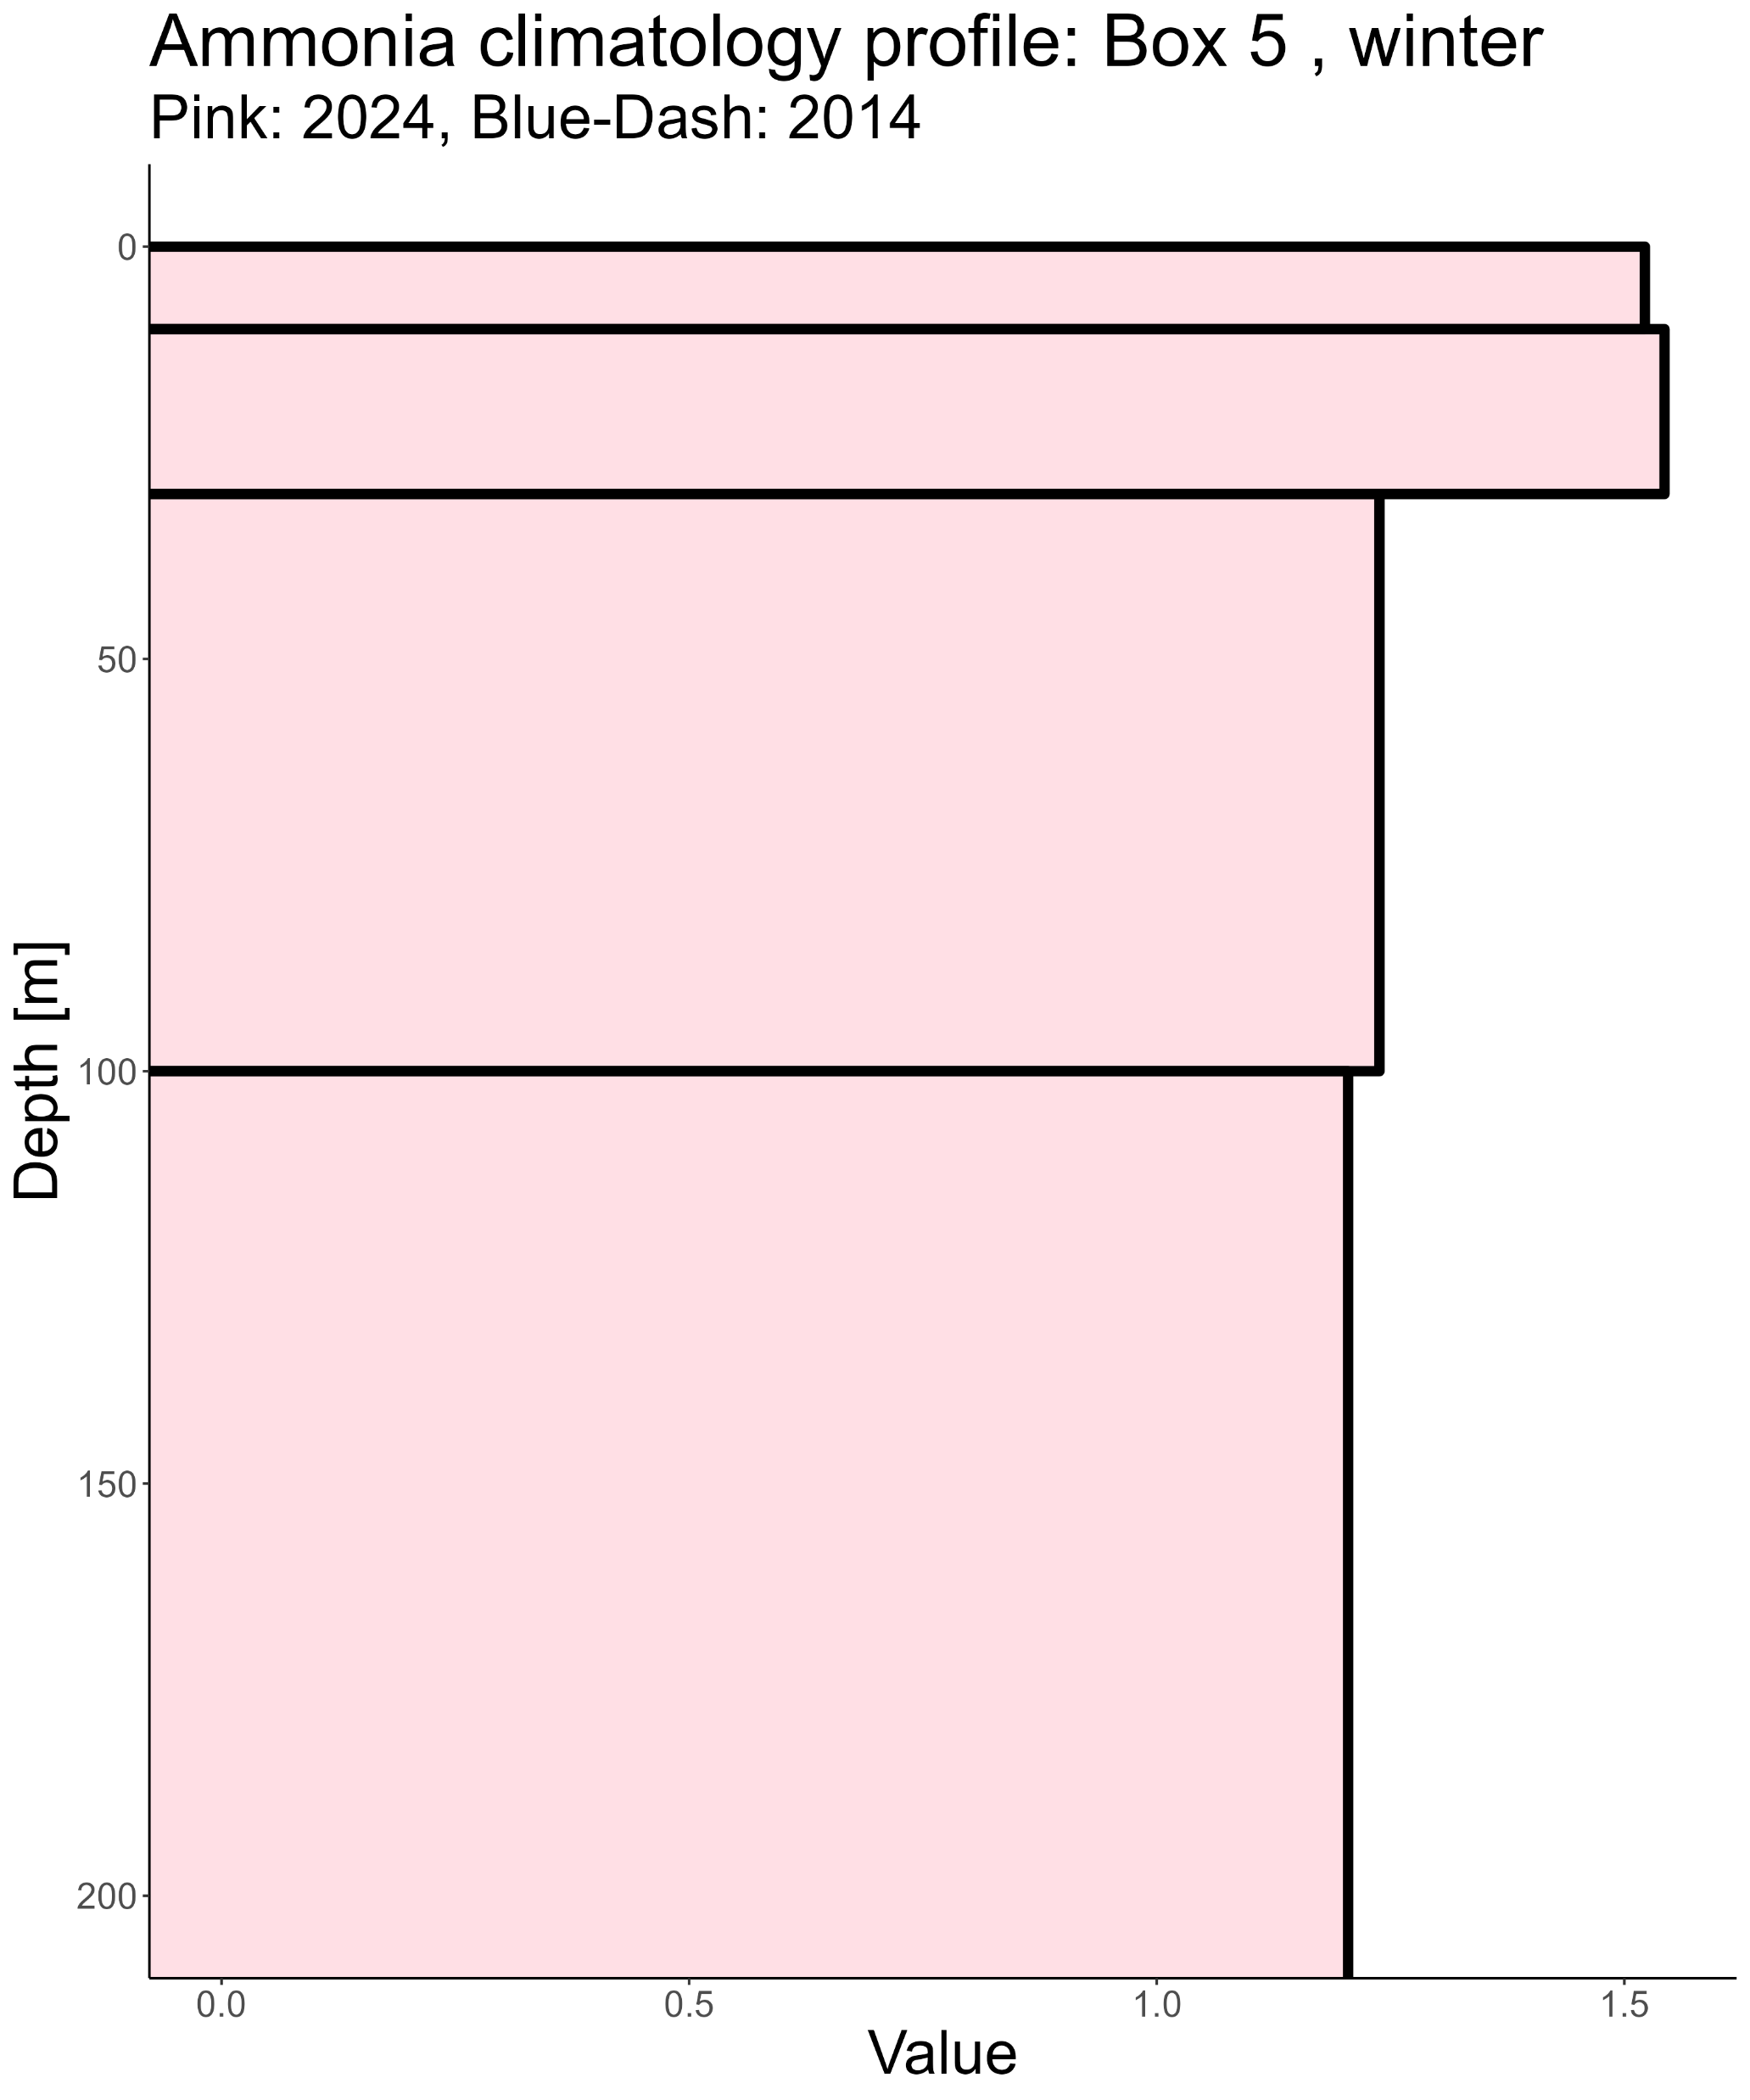 Ammonia climatology profile: Box 5 , winter
Pink: 2024, Blue-Dash: 2014
0
50
100
150
200
Depth [m]
0.0 0.5 1.0 1.5
Value